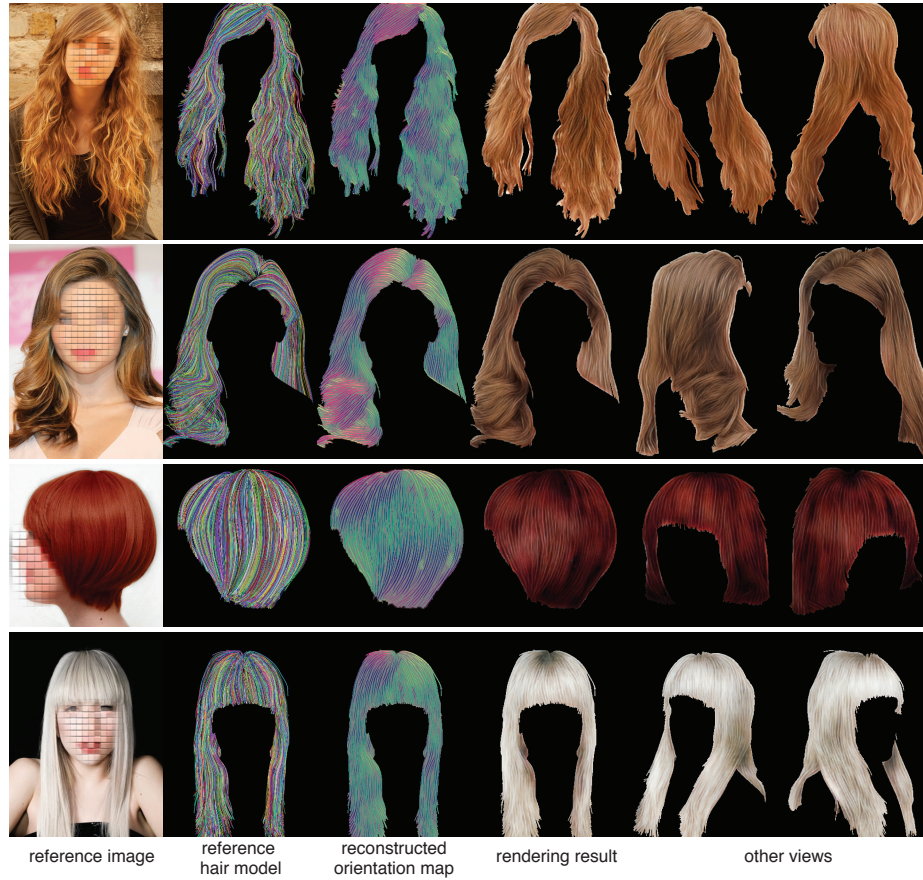 reference image
reference
hair model
reconstructed
orientation map
rendering result
other views